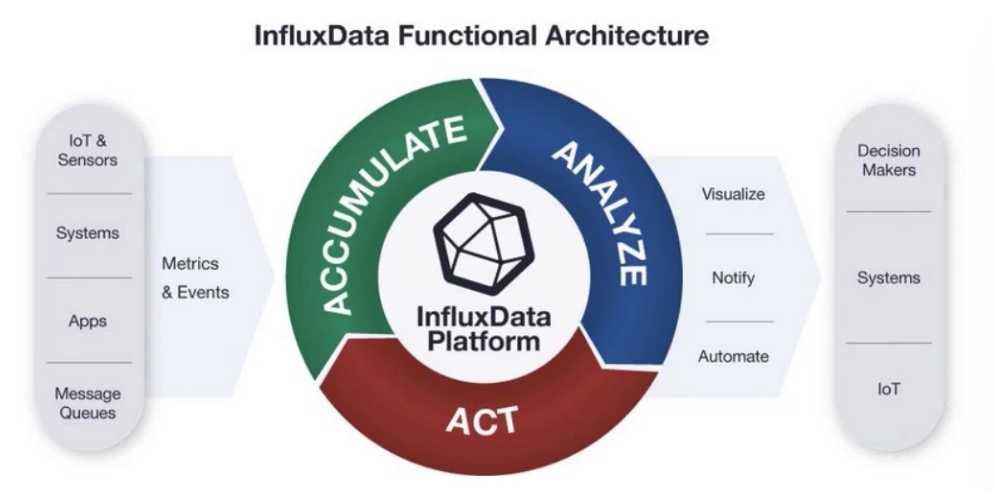 InfluxData Functional Architecture
IoT &
Sensors
Systems
Apps
Message
Queues
Metrics
& Events
ACCUMULATE
ANALYZE
ACT
InfluxData
Platform
Visualize
Notify
Automate
Decision
Makers
Systems
IoT